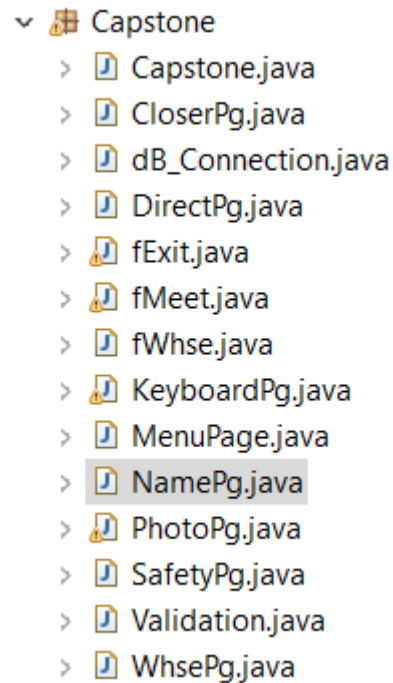 Capstone
Capstone.java
CloserPg.java
dB_Connection.java
DirectPg.java
fExit.java
fMeet.java
fWhse.java
KeyboardPg.java
MenuPage.java
NamePg.java
PhotoPg.java
SafetyPg.java
Validation.java
WhsePg.java